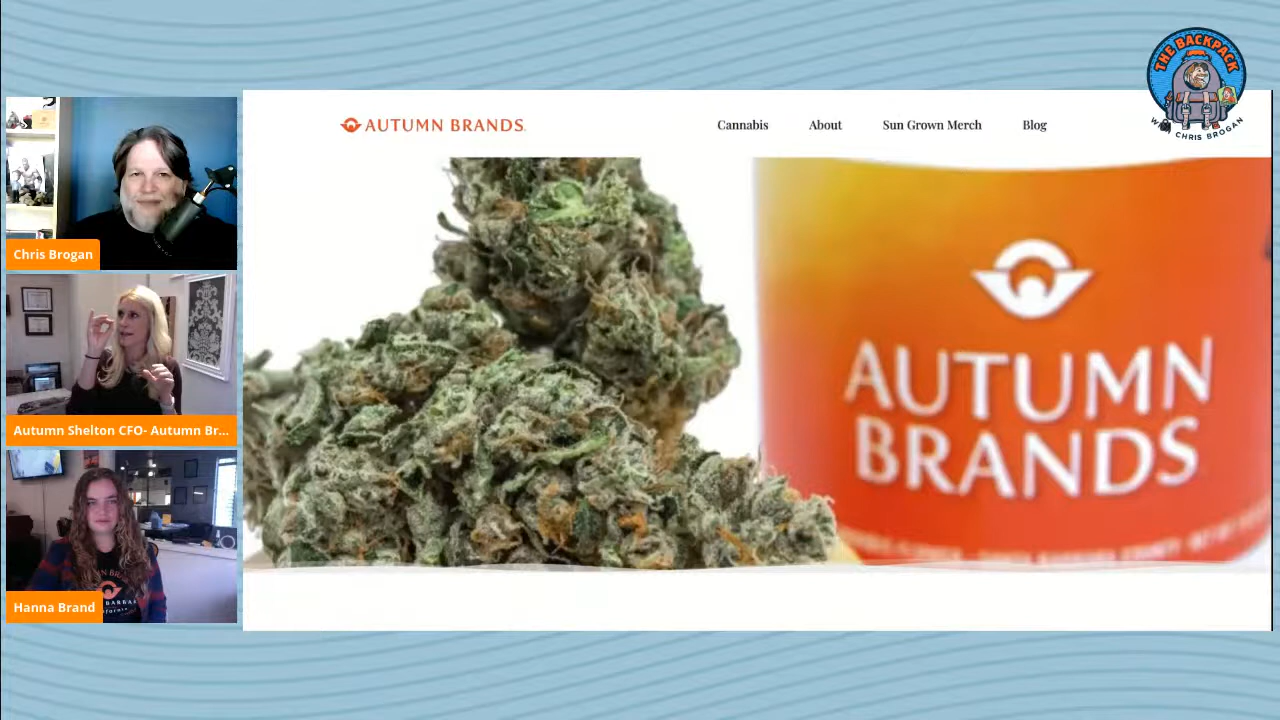 THE BACKPACK
WITH CHRIS BROGAN
AUTUMN BRANDS
Cannabis
About
Sun Grown Merch
Blog
Chris Brogan
Autumn Shelton CFO- Autumn Br...
Hanna Brand
AUTUMN
BRANDS